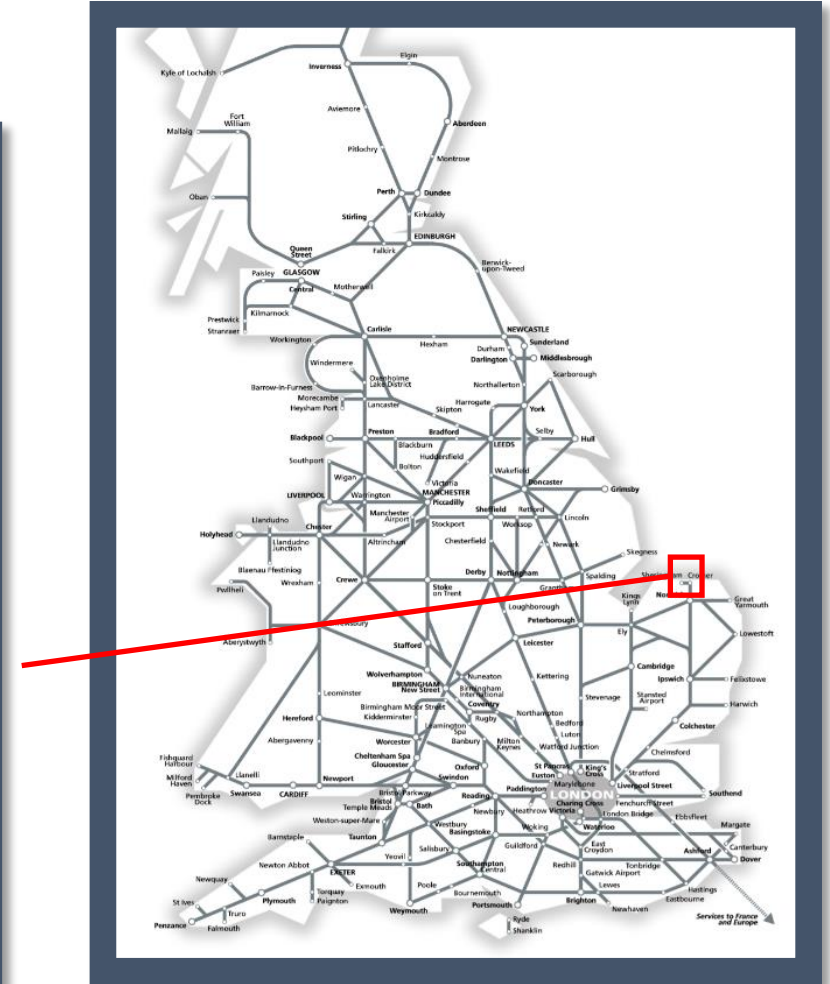 Elgin
Inverness
Kyle of Lochalsh
Aviemore
Fort
William
Mallaig
Aberdeen
Pitlochry
Montrose
Perth
Dundee
Oban
Kirkcaldy
Stirling
EDINBURGH
Queen
Street
Falkirk
Berwick-
upon-Tweed
Paisley
GLASGOW
Central
Motherwell
Prestwick
Kilmarnock
Stranraer
Carlisle
NEWCASTLE
Workington
Hexham
Sunderland
Durham
Darlington
Middlesbrough
Windermere
Oxenholme
Lake District
Scarborough
Barrow-in-Furness
Northallerton
Morecambe
Heysham Port
Lancaster
Harrogate
Skipton
York
Blackpool
Preston
Bradford
Selby
Hull
Blackburn
LEEDS
Southport
Huddersfield
Bolton
Wakefield
Wigan
Victoria
Doncaster
Grimsby
LIVERPOOL
Warrington
MANCHESTER
Piccadilly
Manchester
Airport
Sheffield
Retford
Lincoln
Llandudno
Chester
Stockport
Worksop
Holyhead
Llandudno
Junction
Altrincham
Chesterfield
Newark
Skegness
Blaenau Ffestiniog
Wrexham
Crewe
Stoke
on Trent
Derby
Nottingham
Spalding
Pwllheli
Loughborough
Kings
Lynn
Great
Yarmouth
Peterborough
Ely
Lowestoft
Aberystwyth
Stafford
Leicester
Wolverhampton
Nuneaton
Cambridge
BIRMINGHAM
New Street
Birmingham
International
Kettering
Ipswich
Felixstowe
Leominster
Birmingham Moor Street
Coventry
Stevenage
Stansted
Airport
Harwich
Hereford
Kidderminster
Rugby
Northampton
Leamington
Spa
Bedford
Colchester
Abergavenny
Worcester
Banbury
Milton
Keynes
Luton
Watford Junction
Chelmsford
Fishguard
Harbour
Cheltenham Spa
Gloucester
Oxford
St Pancras
Euston
King's
Cross
Stratford
Milford
Haven
Llanelli
Newport
Swindon
Marylebone
Liverpool Street
Pembroke
Dock
Swansea
CARDIFF
Bristol Parkway
Reading
Paddington
LONDON
Southend
Bristol
Temple Meads
Bath
Newbury
Heathrow
Charing Cross
Victoria
Fenchurch Street
London Bridge
Ebbsfleet
Weston-super-Mare
Westbury
Basingstoke
Woking
Waterloo
Margate
Barnstaple
Taunton
Salisbury
Guildford
East
Croydon
Ashford
Canterbury
Dover
Newton Abbot
Yeovil
Southampton
Central
Redhill
Tonbridge
EXETER
Gatwick Airport
Newquay
Exmouth
Poole
Lewes
Hastings
St Ives
Plymouth
Torquay
Paignton
Bournemouth
Eastbourne
Truro
Weymouth
Portsmouth
Brighton
Newhaven
Penzance
Falmouth
Ryde
Shanklin
Services to France
and Europe